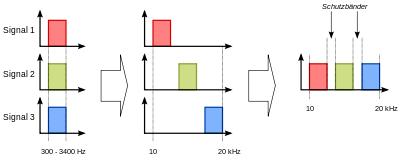 Schutzbänder
Signal 1
Signal 2
Signal 3
300 - 3400 Hz
10
20 kHz
10
20 kHz